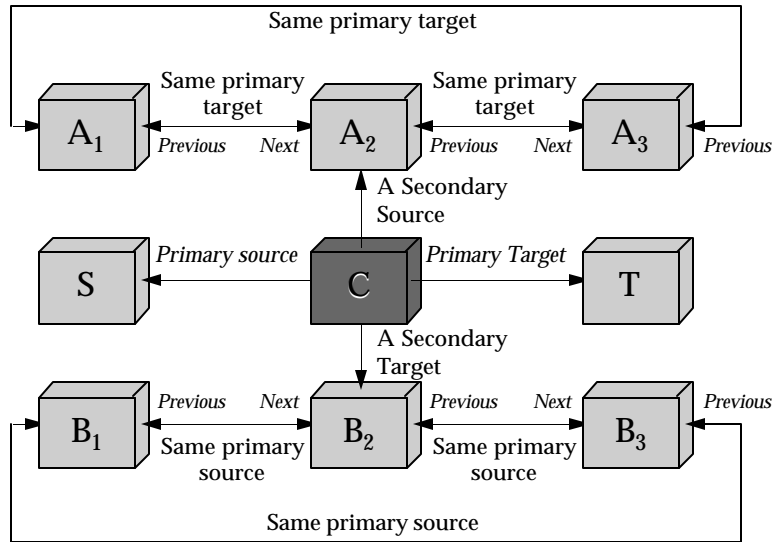 Same primary target
Same primary
target
Same primary
target
A1
A2
A3
Previous
Next
Previous
Next
Previous
A Secondary
Source
Primary source
Primary Target
S
C
T
A Secondary
Target
Previous
Next
Previous
Next
Previous
B1
B2
B3
Same primary
source
Same primary
source
Same primary source